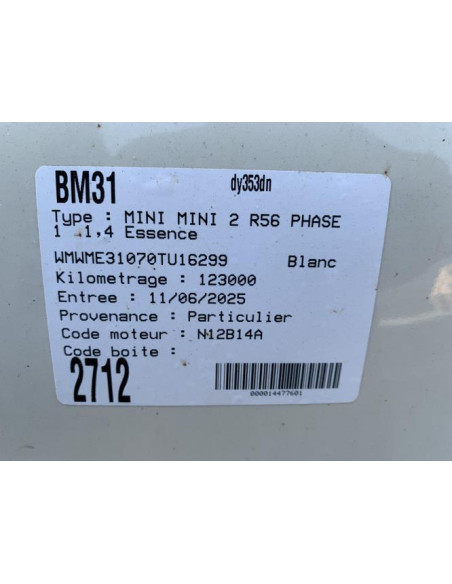 BM31 dy353dn
Type : MINI MINI 2 R56 PHASE
1 1,4 Essence
WMWME31070TU16299 Blanc
Kilometrage : 123000
Entree : 11/06/2025
Provenance : Particulier
Code moteur : N12B14A
Code boite :
2712
000014477601